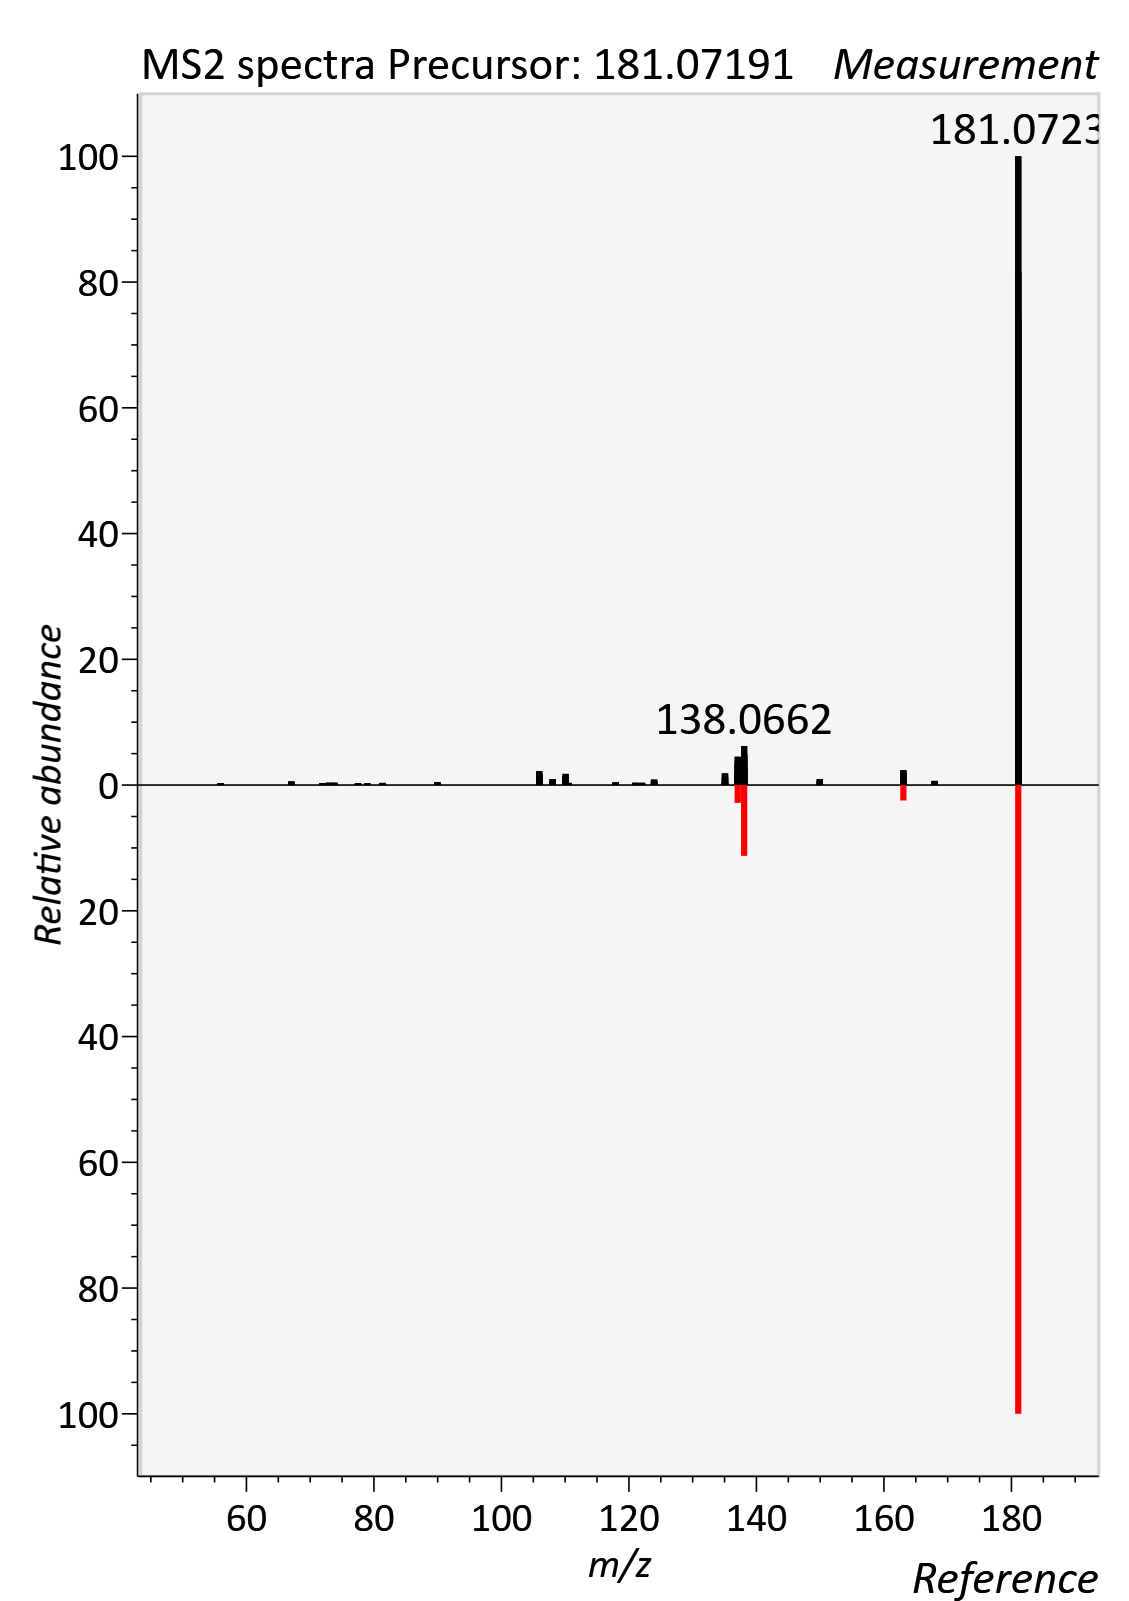 MS2 spectra Precursor: 181.07191 Measurement
181.0723
100
80
60
40
20
138.0662
0
20
40
60
80
100
Relative abundance
60 80 100 120 140 160 180
m/z
Reference